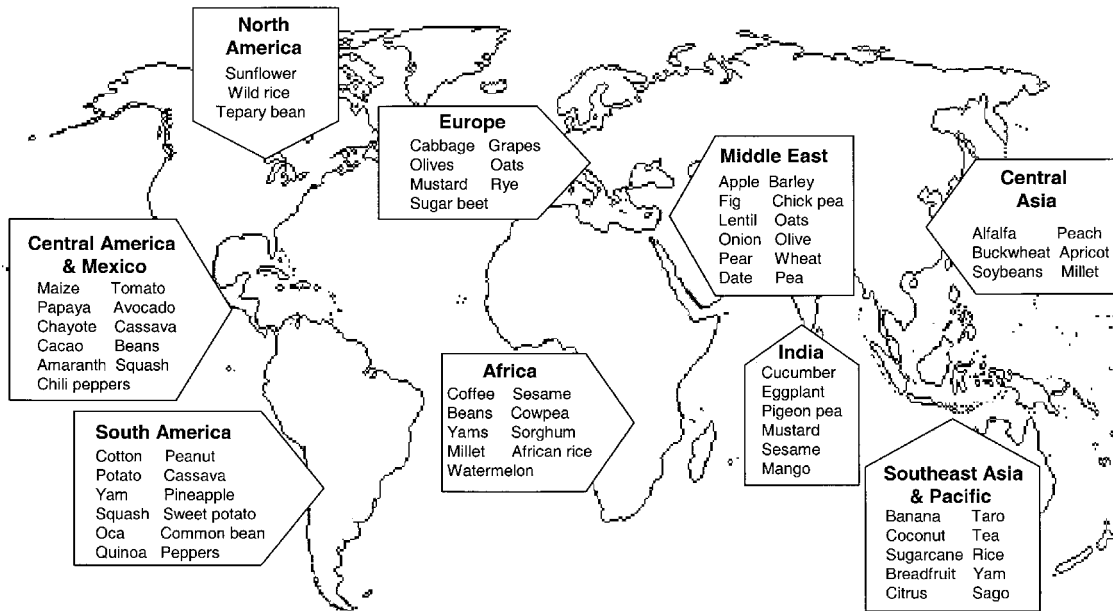 North
America
Sunflower
Wild rice
Tepary bean
Europe
Cabbage Grapes
Olives Oats
Mustard Rye
Sugar beet
Middle East
Apple Barley
Fig Chick pea
Lentil Oats
Onion Olive
Pear Wheat
Date Pea
Central
Asia
Alfalfa Peach
Buckwheat Apricot
Soybeans Millet
Central America
& Mexico
Maize Tomato
Papaya Avocado
Chayote Cassava
Cacao Beans
Amaranth Squash
Chili peppers
South America
Cotton Peanut
Potato Cassava
Yam Pineapple
Squash Sweet potato
Oca Common bean
Quinoa Peppers
Africa
Coffee Sesame
Beans Cowpea
Yams Sorghum
Millet African rice
Watermelon
India
Cucumber
Eggplant
Pigeon pea
Mustard
Sesame
Mango
Southeast Asia
& Pacific
Banana Taro
Coconut Tea
Sugarcane Rice
Breadfruit Yam
Citrus Sago